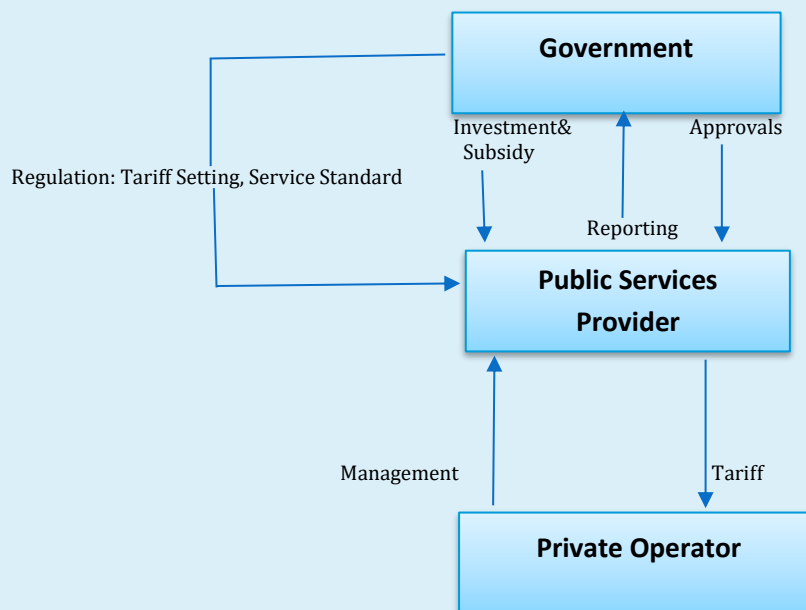 Government
Investment&
Subsidy
Approvals
Regulation: Tariff Setting, Service Standard
Reporting
Public Services
Provider
Management
Tariff
Private Operator